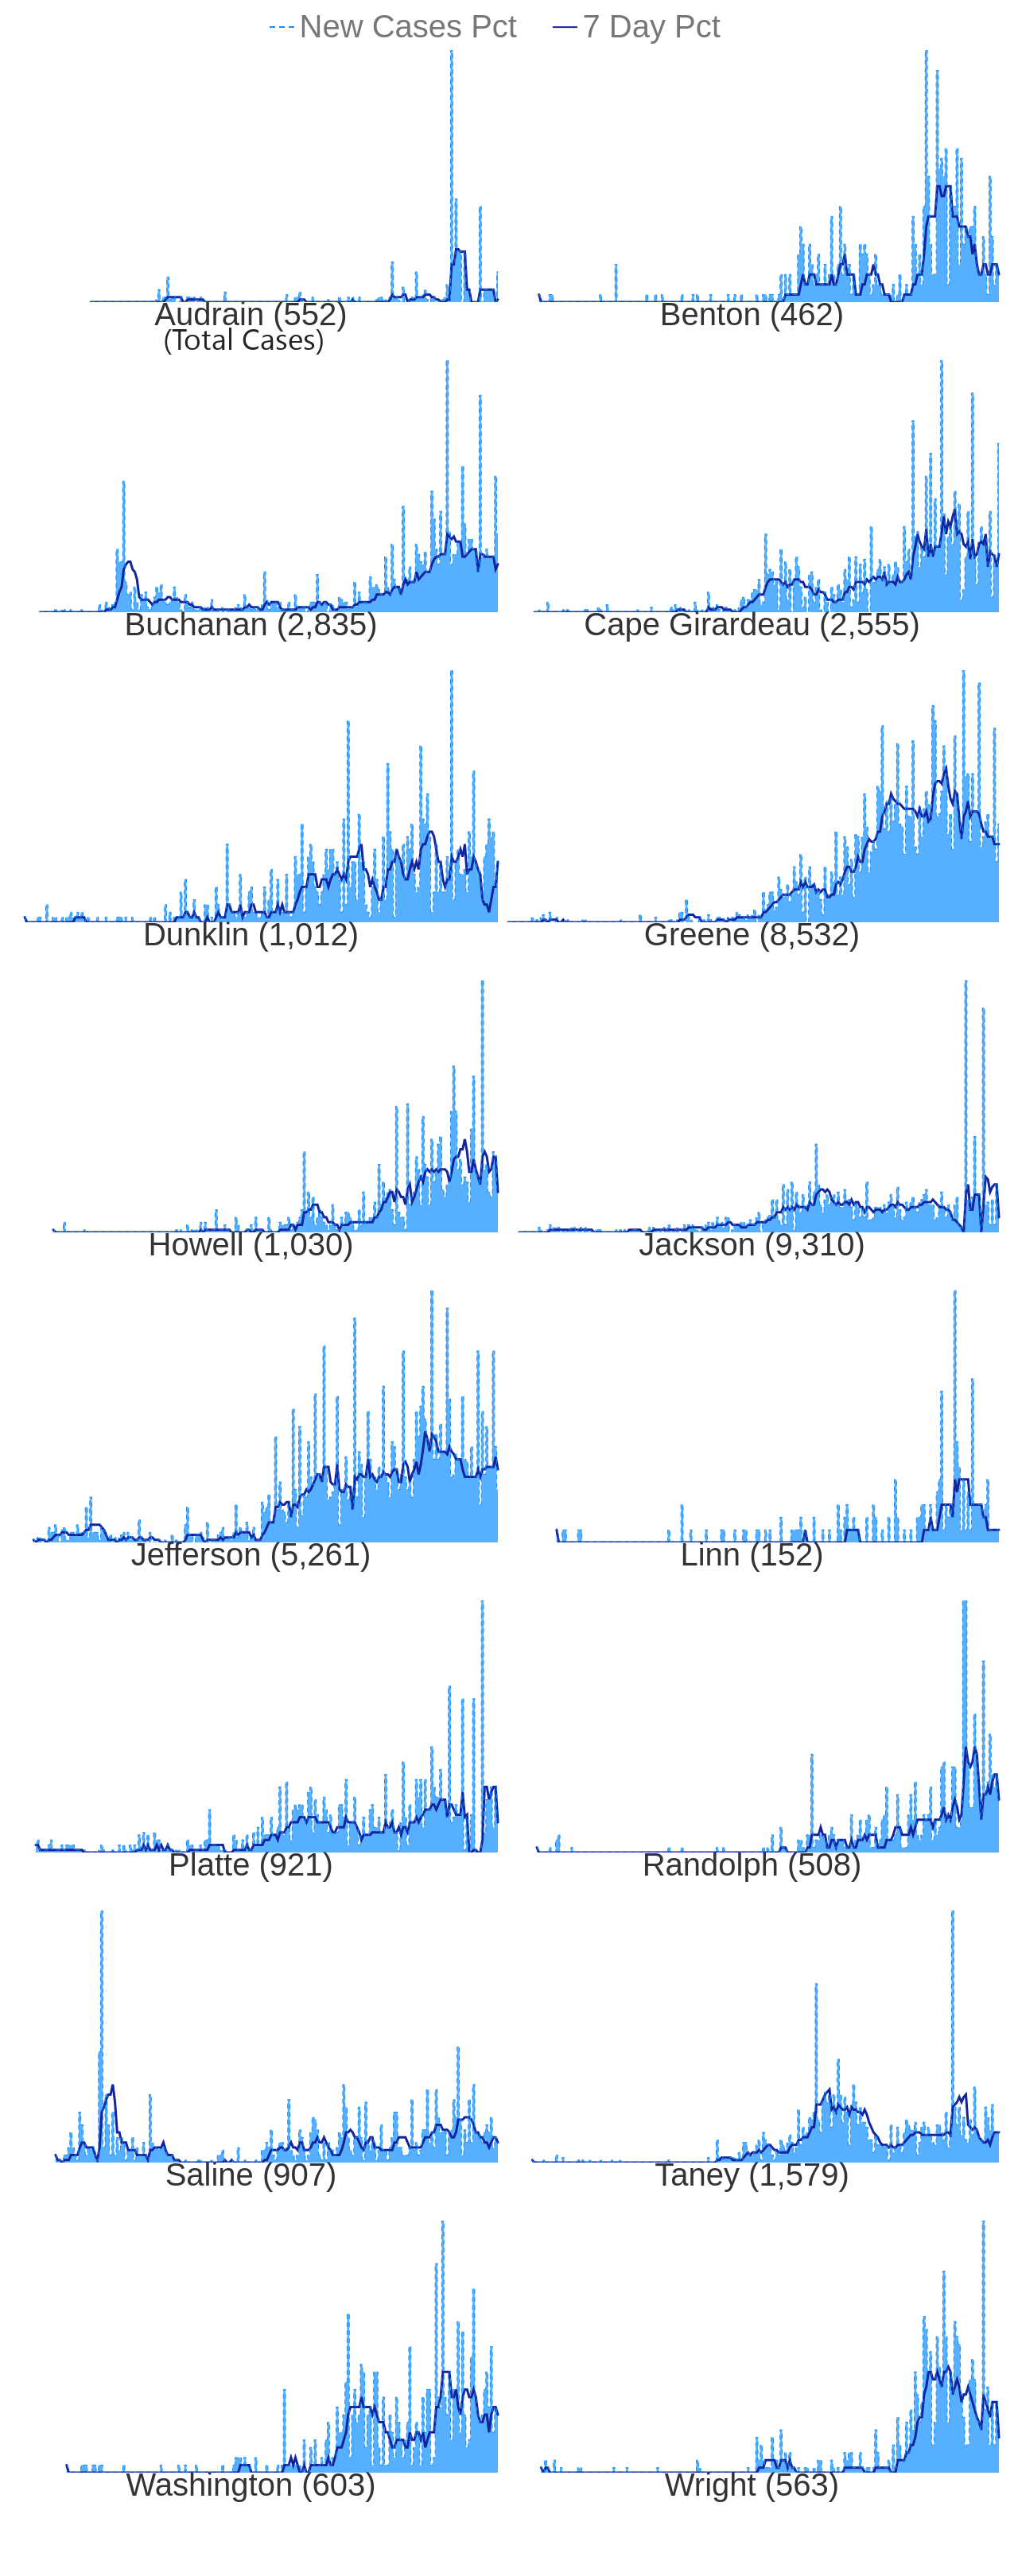 New Cases Pct 7 Day Pct
Audrain (552) Benton (462)
(Total Cases)
Buchanan (2,835) Cape Girardeau (2,555)
Dunklin (1,012) Greene (8,532)
Howell (1,030) Jackson (9,310)
Jefferson (5,261) Linn (152)
Platte (921) Randolph (508)
Saline (907) Taney (1,579)
Washington (603) Wright (563)